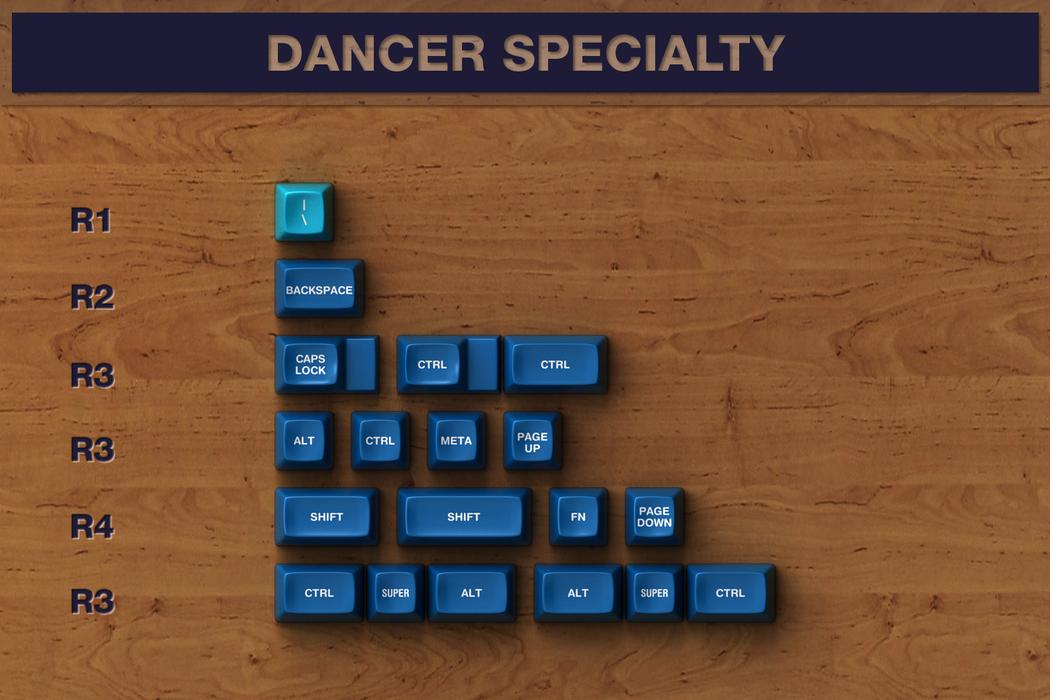 DANCER SPECIALTY
R1
|
\
R2
BACKSPACE
R3
CAPS
LOCK
CTRL
CTRL
R3
ALT
CTRL
META
PAGE
UP
R4
SHIFT
SHIFT
FN
PAGE
DOWN
R3
CTRL
SUPER
ALT
ALT
SUPER
CTRL